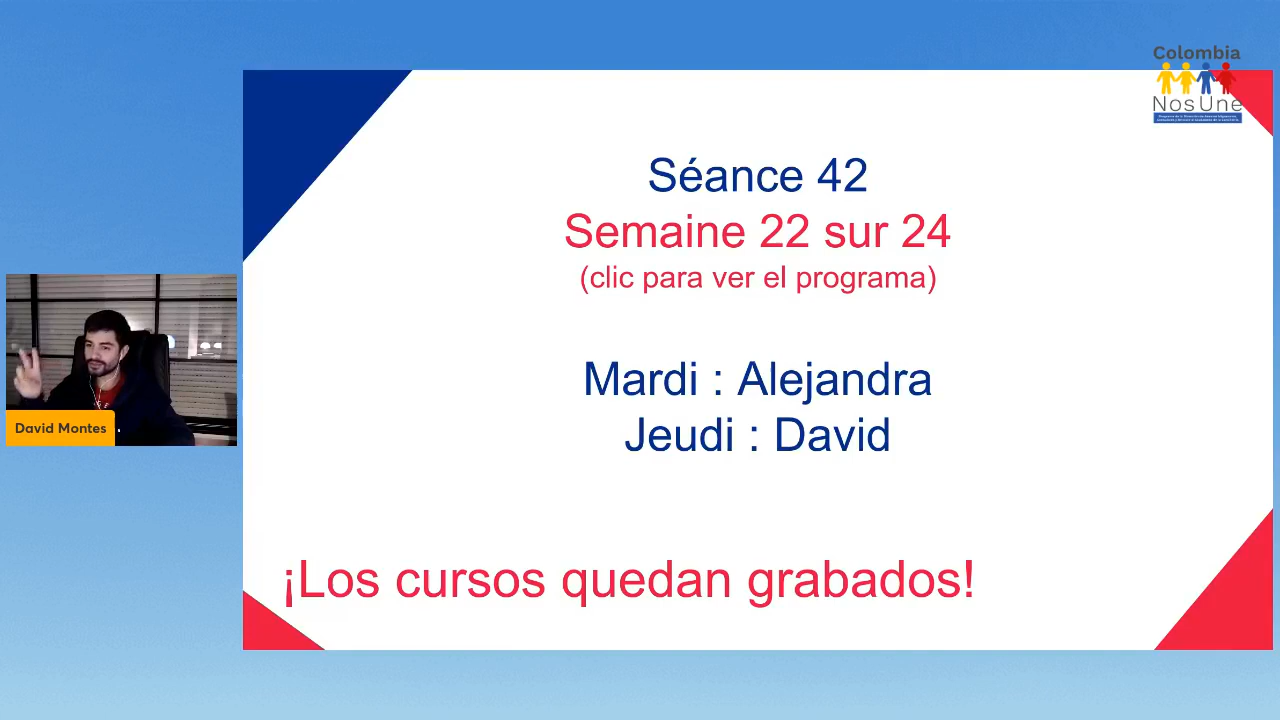 Colombia
NosUne
Séance 42
Semaine 22 sur 24
(clic para ver el programa)
Mardi : Alejandra
Jeudi : David
David Montes
¡Los cursos quedan grabados!